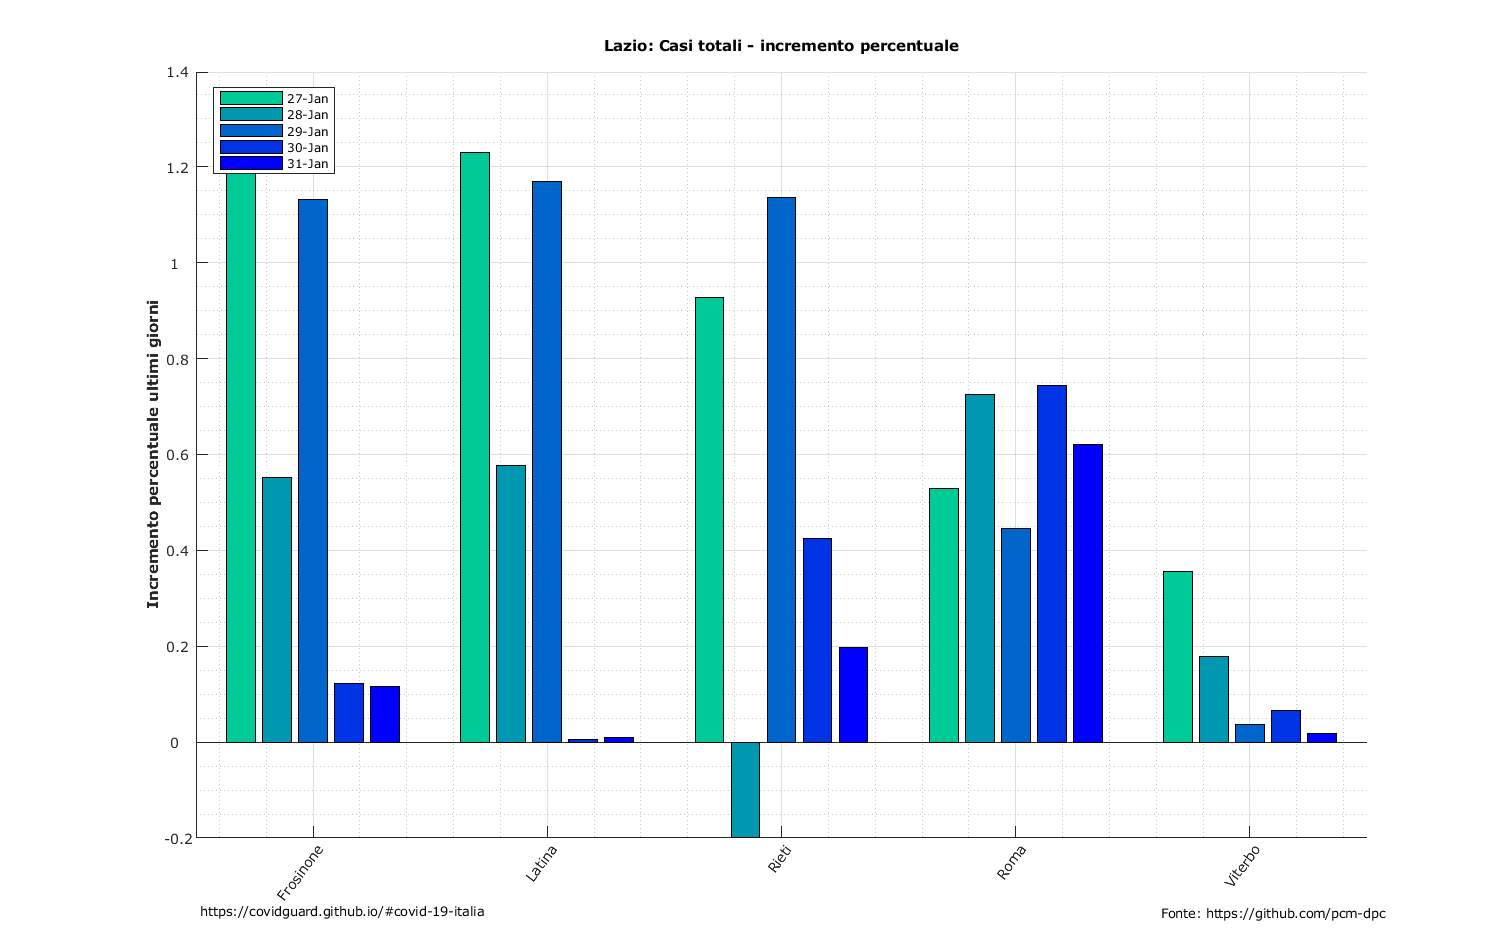 Lazio: Casi totali - incremento percentuale
1.4
1.2
1
0.8
0.6
0.4
0.2
0
-0.2
Incremento percentuale ultimi giorni
27-Jan
28-Jan
29-Jan
30-Jan
31-Jan
Frosinone
Latina
Rieti
Roma
Viterbo
https://covidguard.github.io/#covid-19-italia
Fonte: https://github.com/pcm-dpc